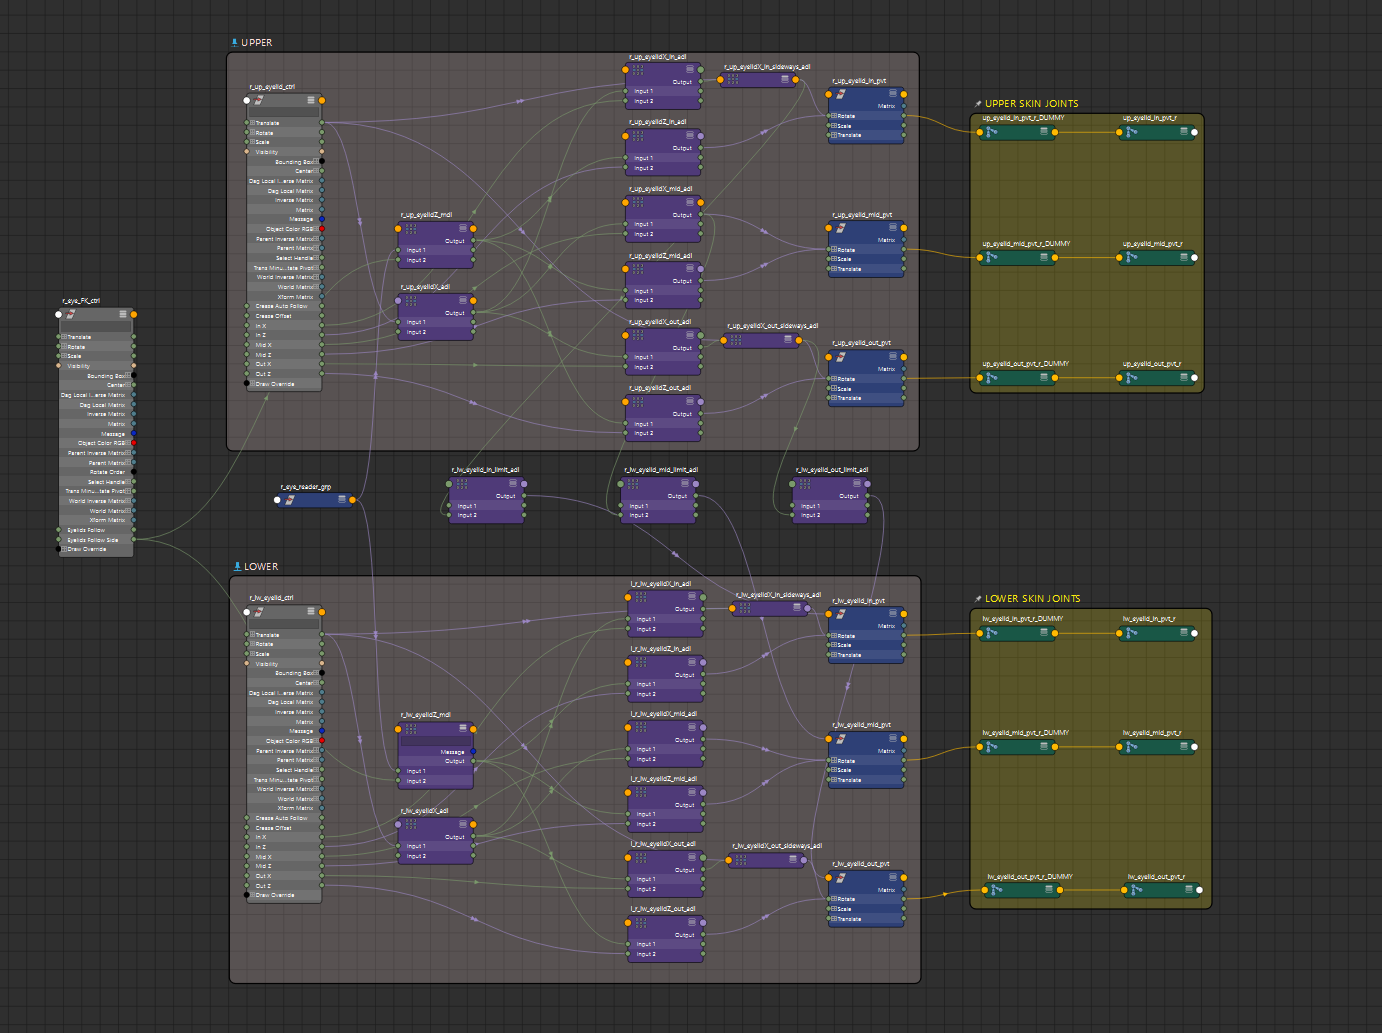 UPPER
r_up_eyelid_ctrl
Translate
Rotate
Scale
Visibility
Bounding Box
Center
Dag Local I...erse Matrix
Dag Local Matrix
Inverse Matrix
Matrix
Message
Object Color RGB
Parent Inverse Matrix
Parent Matrix
Select Handle
Trans Minu...tate Pivot
World Inverse Matrix
World Matrix
Xform Matrix
Crease Auto Follow
Crease Offset
In X
In Z
Mid X
Mid Z
Out X
Out Z
Draw Override
r_up_eyelidZ_mdl
Output
Input 1
Input 2
r_up_eyelidX_adl
Output
Input 1
Input 2
r_up_eyelidX_in_adl
Output
Input 1
Input 2
r_up_eyelidZ_in_adl
Output
Input 1
Input 2
r_up_eyelidX_mid_adl
Output
Input 1
Input 2
r_up_eyelidZ_mid_adl
Output
Input 1
Input 2
r_up_eyelidX_out_adl
Output
Input 1
Input 2
r_up_eyelidZ_out_adl
Output
Input 1
Input 2
r_up_eyelidX_in_sideways_adl
r_up_eyelidX_out_sideways_adl
r_up_eyelid_in_pvt
Matrix
Rotate
Scale
Translate
r_up_eyelid_mid_pvt
Matrix
Rotate
Scale
Translate
r_up_eyelid_out_pvt
Matrix
Rotate
Scale
Translate
UPPER SKIN JOINTS
up_eyelid_in_pvt_r_DUMMY
up_eyelid_in_pvt_r
up_eyelid_mid_pvt_r_DUMMY
up_eyelid_mid_pvt_r
up_eyelid_out_pvt_r_DUMMY
up_eyelid_out_pvt_r
r_eye_FK_ctrl
Translate
Rotate
Scale
Visibility
Bounding Box
Center
Dag Local I...erse Matrix
Dag Local Matrix
Inverse Matrix
Matrix
Message
Object Color RGB
Parent Inverse Matrix
Parent Matrix
Rotate Order
Select Handle
Trans Minu...tate Pivot
World Inverse Matrix
World Matrix
Xform Matrix
Eyelids Follow
Eyelids Follow Side
Draw Override
r_eye_reader_grp
r_lw_eyelid_in_limit_adl
Output
Input 1
Input 2
r_lw_eyelid_mid_limit_adl
Output
Input 1
Input 2
r_lw_eyelid_out_limit_adl
Output
Input 1
Input 2
LOWER
r_lw_eyelid_ctrl
Translate
Rotate
Scale
Visibility
Bounding Box
Center
Dag Local I...erse Matrix
Dag Local Matrix
Inverse Matrix
Matrix
Message
Object Color RGB
Parent Inverse Matrix
Parent Matrix
Select Handle
Trans Minu...tate Pivot
World Inverse Matrix
World Matrix
Xform Matrix
Crease Auto Follow
Crease Offset
In X
In Z
Mid X
Mid Z
Out X
Out Z
Draw Override
r_lw_eyelidZ_mdl
Message
Output
Input 1
Input 2
r_lw_eyelidX_adl
Output
Input 1
Input 2
l_r_lw_eyelidX_in_adl
Output
Input 1
Input 2
l_r_lw_eyelidZ_in_adl
Output
Input 1
Input 2
l_r_lw_eyelidX_mid_adl
Output
Input 1
Input 2
l_r_lw_eyelidZ_mid_adl
Output
Input 1
Input 2
l_r_lw_eyelidX_out_adl
Output
Input 1
Input 2
l_r_lw_eyelidZ_out_adl
Output
Input 1
Input 2
r_lw_eyelidX_in_sideways_adl
r_lw_eyelidX_out_sideways_adl
r_lw_eyelid_in_pvt
Matrix
Rotate
Scale
Translate
r_lw_eyelid_mid_pvt
Matrix
Rotate
Scale
Translate
r_lw_eyelid_out_pvt
Matrix
Rotate
Scale
Translate
LOWER SKIN JOINTS
lw_eyelid_in_pvt_r_DUMMY
lw_eyelid_in_pvt_r
lw_eyelid_mid_pvt_r_DUMMY
lw_eyelid_mid_pvt_r
lw_eyelid_out_pvt_r_DUMMY
lw_eyelid_out_pvt_r